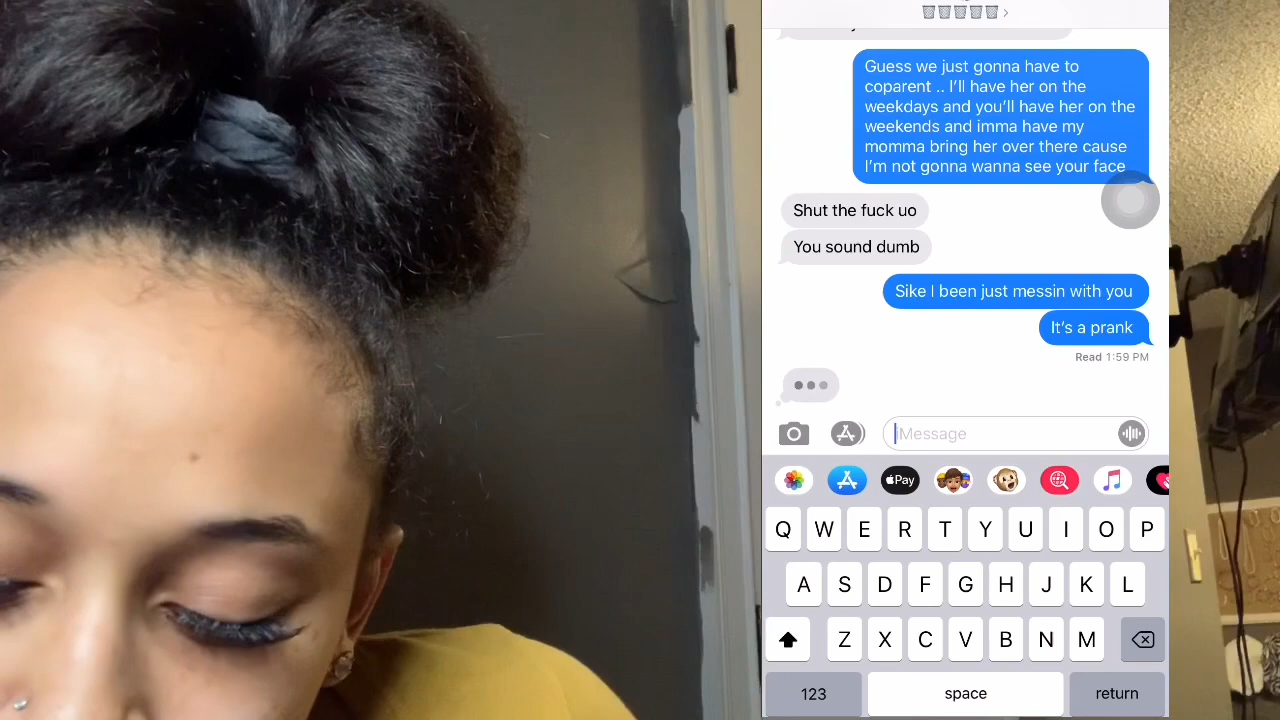 Guess we just gonna have to
coparent .. I'll have her on the
weekdays and you'll have her on the
weekends and imma have my
momma bring her over there cause
I'm not gonna wanna see your face
Shut the fuck uo
You sound dumb
Sike I been just messin with you
It's a prank
Read 1:59 PM
Message
Pay
Q W E R T Y U I O P
A S D F G H J K L
Z X C V B N M
123 space return